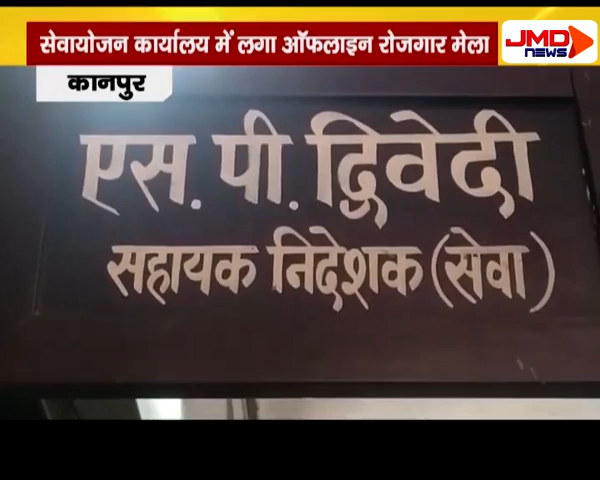 सेवायोजन कार्यालय में लगा ऑफलाइन रोजगार मेला
JMD
NEWS
कानपुर
एस. पी. द्विवेदी
सहायक निदेशक (सेवा)